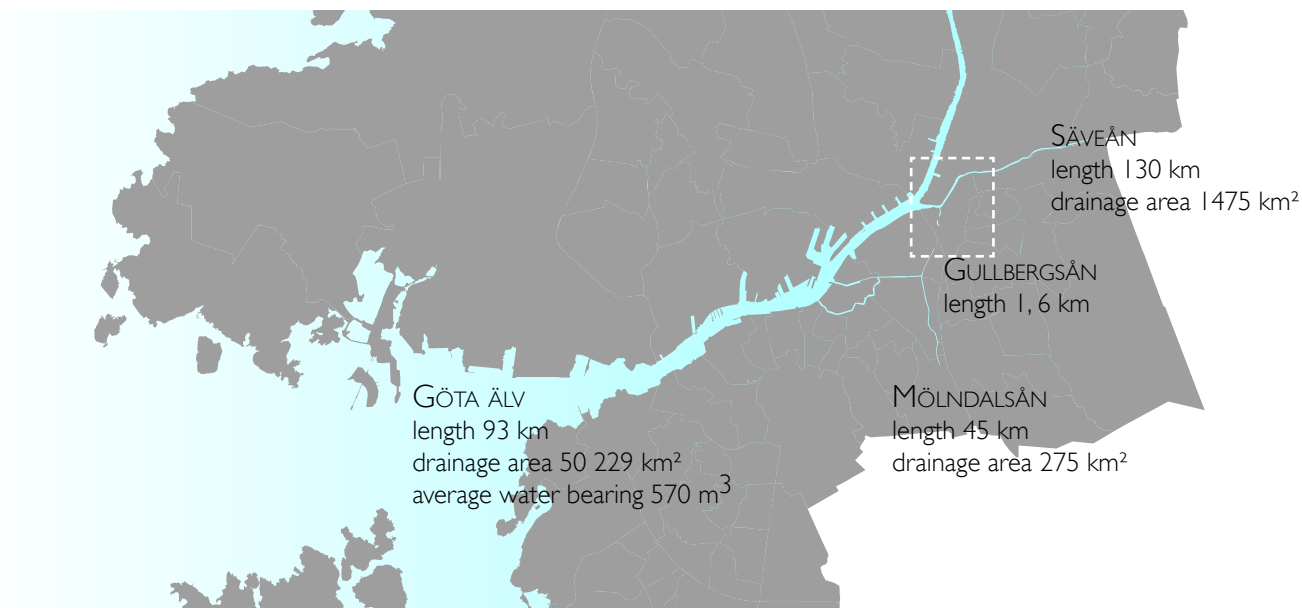 SÄVEÅN
length 130 km
drainage area 1475 km²
GULLBERGSÅN
length 1, 6 km
GÖTA ÄLV
length 93 km
drainage area 50 229 km²
average water bearing 570 m³
MÖLNDALSÅN
length 45 km
drainage area 275 km²